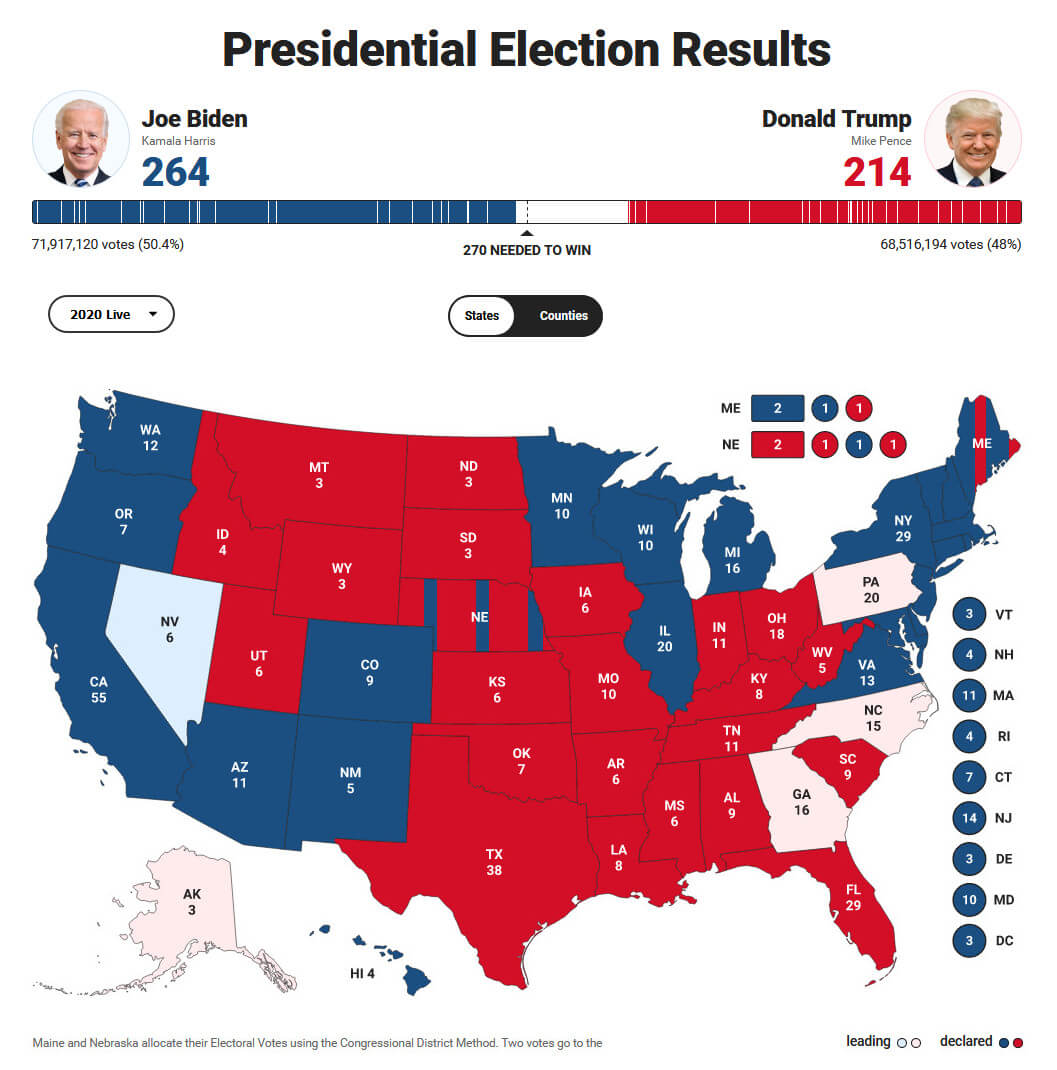 Presidential Election Results
Joe Biden
Kamala Harris
264
Donald Trump
Mike Pence
214
71,917,120 votes (50.4%)
270 NEEDED TO WIN
68,516,194 votes (48%)
2020 Live
States
Counties
ME 2 1 1
NE 2 1 1 1
WA
12
OR
7
CA
55
NV
6
ID
4
MT
3
WY
3
UT
6
AZ
11
CO
9
NM
5
ND
3
SD
3
NE
KS
6
OK
7
TX
38
MN
10
IA
6
MO
10
AR
6
LA
8
WI
10
IL
20
MI
16
IN
11
OH
18
KY
8
TN
11
MS
6
AL
9
GA
16
FL
29
SC
9
NC
15
VA
13
WV
5
PA
20
NY
29
ME
AK
3
HI 4
3 VT
4 NH
11 MA
4 RI
7 CT
14 NJ
3 DE
10 MD
3 DC
Maine and Nebraska allocate their Electoral Votes using the Congressional District Method. Two votes go to the
leading
declared